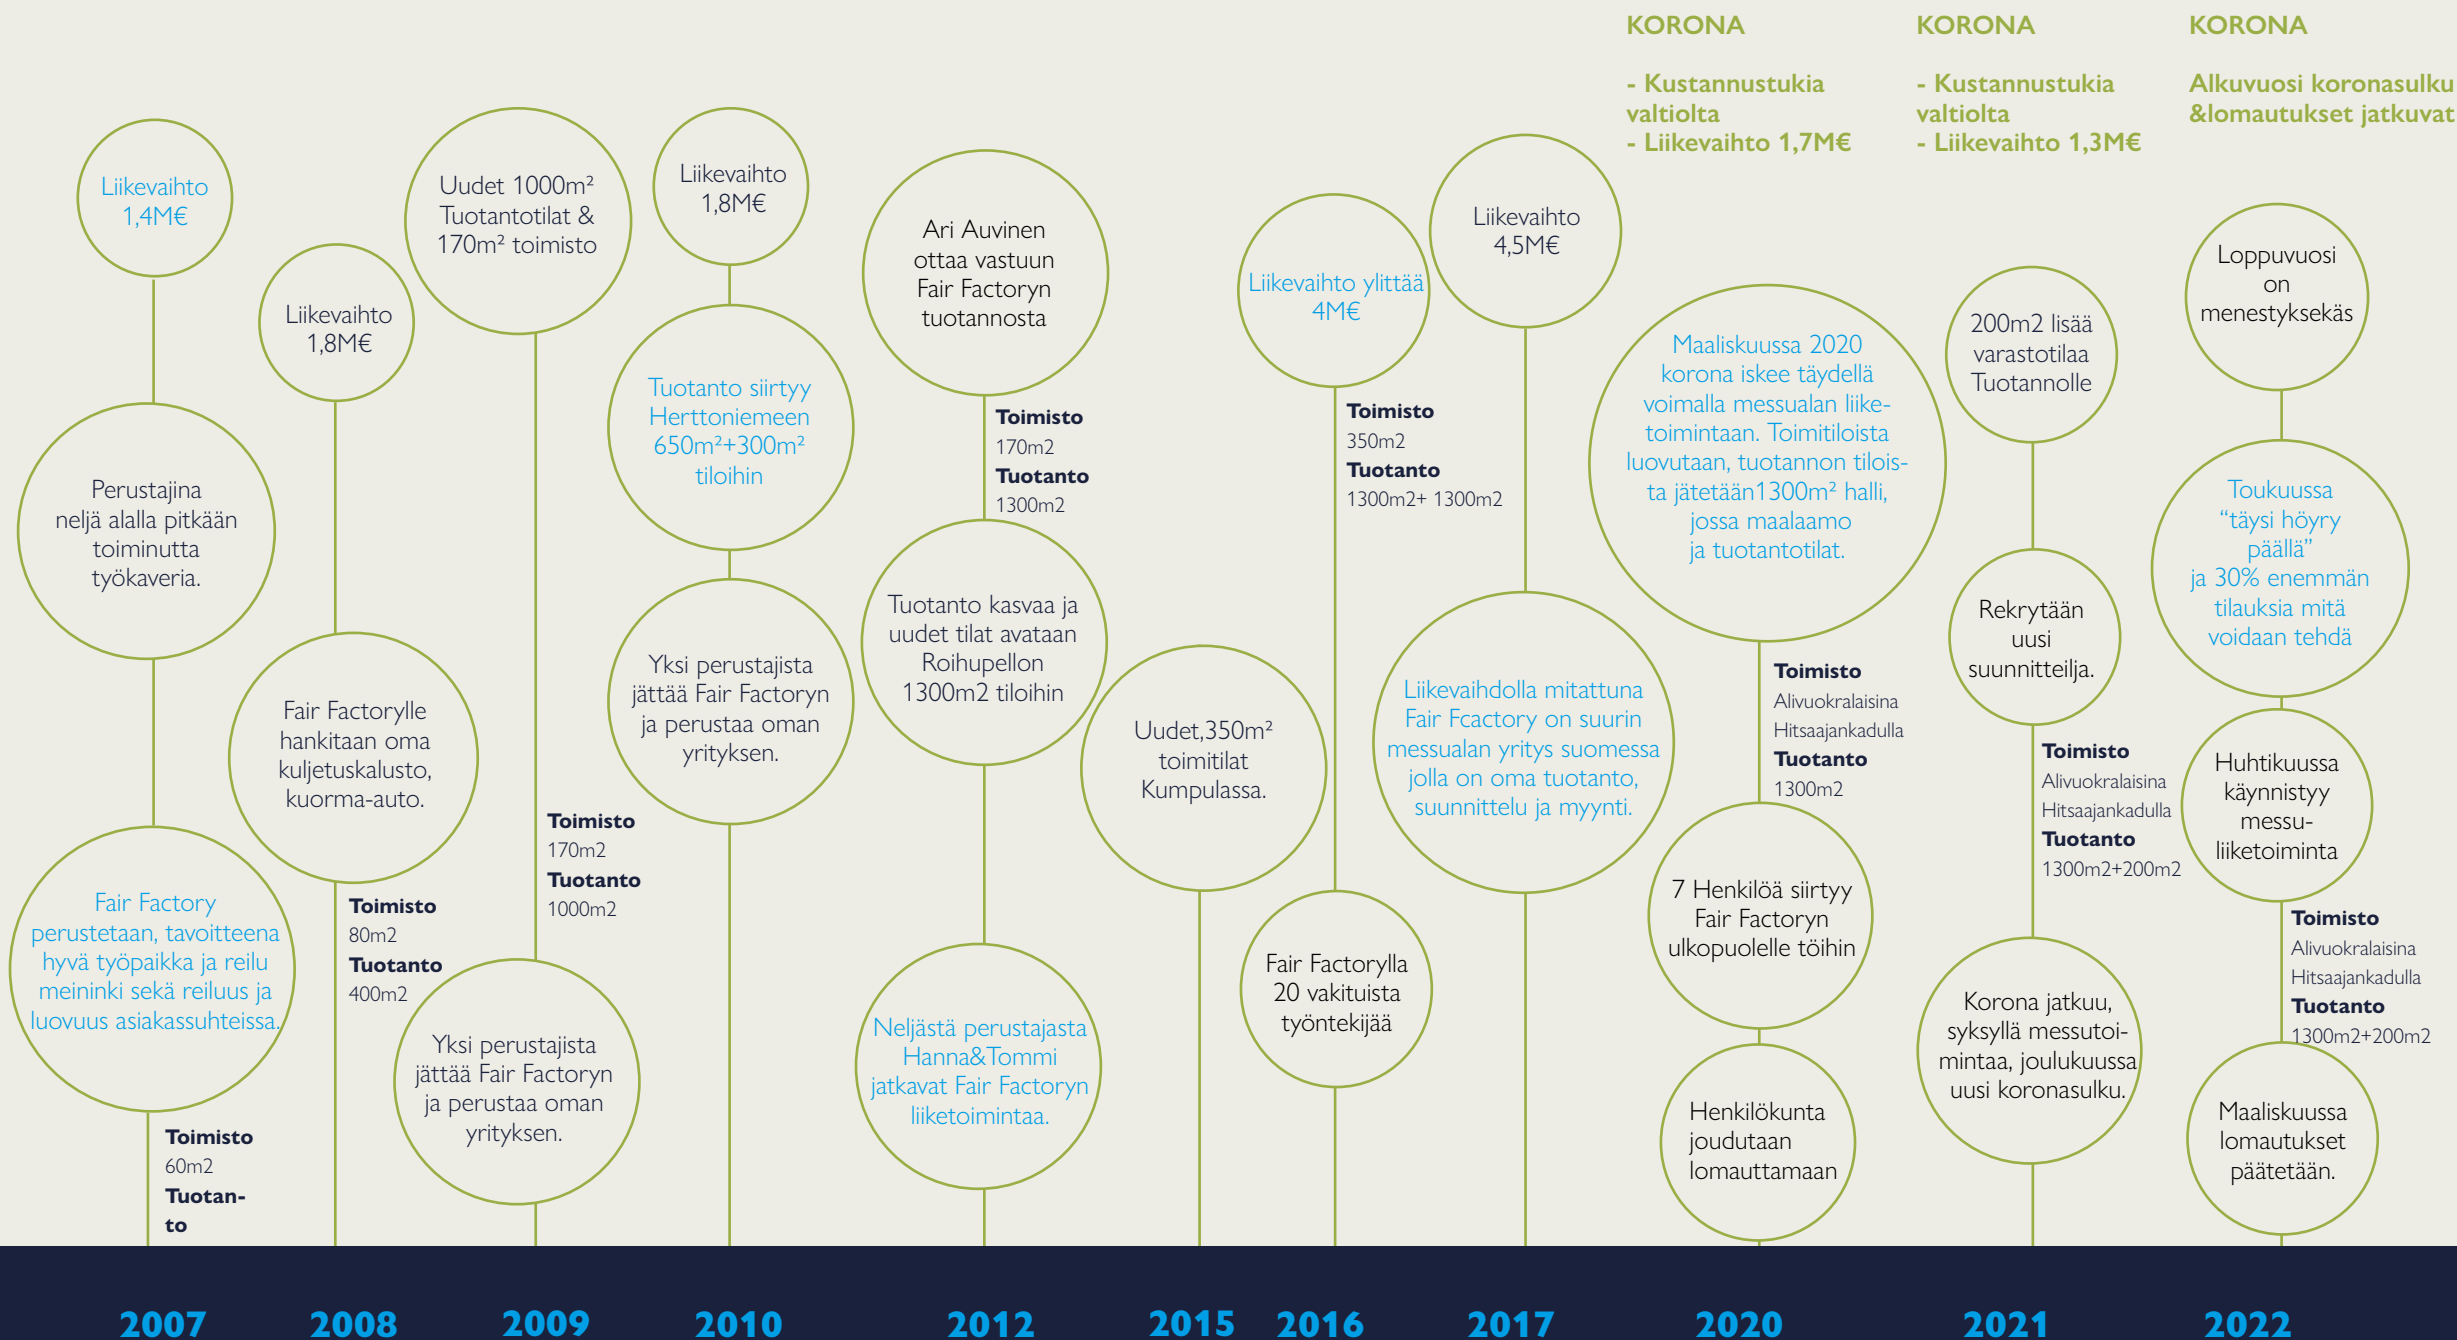 Liikevaihto
1,4M€
Perustajina
neljä alalla pitkään
toiminutta
työkaveria.
Fair Factory
perustetaan, tavoitteena
hyvä työpaikka ja reilu
meininki sekä reiluus ja
luovuus asiakassuhteissa.
Toimisto
60m2
Tuotan-
to
2007
Liikevaihto
1,8M€
Fair Factorylle
hankitaan oma
kuljetuskalusto,
kuorma-auto.
Toimisto
80m2
Tuotanto
400m2
2008
Uudet 1000m²
Tuotantotilat &
170m² toimisto
Toimisto
170m2
Tuotanto
1000m2
Yksi perustajista
jättää Fair Factoryn
ja perustaa oman
yrityksen.
2009
Liikevaihto
1,8M€
Tuotanto siirtyy
Herttoniemeen
650m²+300m²
tiloihin
Yksi perustajista
jättää Fair Factoryn
ja perustaa oman
yrityksen.
2010
Ari Auvinen
ottaa vastuun
Fair Factoryn
tuotannosta
Toimisto
170m2
Tuotanto
1300m2
Tuotanto kasvaa ja
uudet tilat avataan
Roihupellon
1300m2 tiloihin
Neljästä perustajasta
Hanna&Tommi
jatkavat Fair Factoryn
liiketoimintaa.
2012
Uudet,350m²
toimitilat
Kumpulassa.
2015
Liikevaihto ylittää
4M€
Toimisto
350m2
Tuotanto
1300m2+ 1300m2
Fair Factorylla
20 vakituista
työntekijää
2016
Liikevaihto
4,5M€
Liikevaihdolla mitattuna
Fair Fcactory on suurin
messualan yritys suomessa
jolla on oma tuotanto,
suunnittelu ja myynti.
2017
KORONA
- Kustannustukia
valtiolta
- Liikevaihto 1,7M€
Maaliskuussa 2020
korona iskee täydellä
voimalla messualan liike-
toimintaan. Toimitiloista
luovutaan, tuotannon tilois-
ta jätetään1300m² halli,
jossa maalaamo
ja tuotantotilat.
Toimisto
Alivuokralaisina
Hitsaajankadulla
Tuotanto
1300m2
7 Henkilöä siirtyy
Fair Factoryn
ulkopuolelle töihin
Henkilökunta
joudutaan
lomauttamaan
2020
KORONA
- Kustannustukia
valtiolta
- Liikevaihto 1,3M€
200m2 lisää
varastotilaa
Tuotannolle
Rekrytään
uusi
suunnitteilja.
Toimisto
Alivuokralaisina
Hitsaajankadulla
Tuotanto
1300m2+200m2
Korona jatkuu,
syksyllä messutoi-
mintaa, joulukuussa
uusi koronasulku.
2021
KORONA
Alkuvuosi koronasulku
&lomautukset jatkuvat
Loppuvuosi
on
menestyksekäs
Toukuussa
“täysi höyry
päällä”
ja 30% enemmän
tilauksia mitä
voidaan tehdä
Huhtikuussa
käynnistyy
messu-
liiketoiminta
Toimisto
Alivuokralaisina
Hitsaajankadulla
Tuotanto
1300m2+200m2
Maaliskuussa
lomautukset
päätetään.
2022